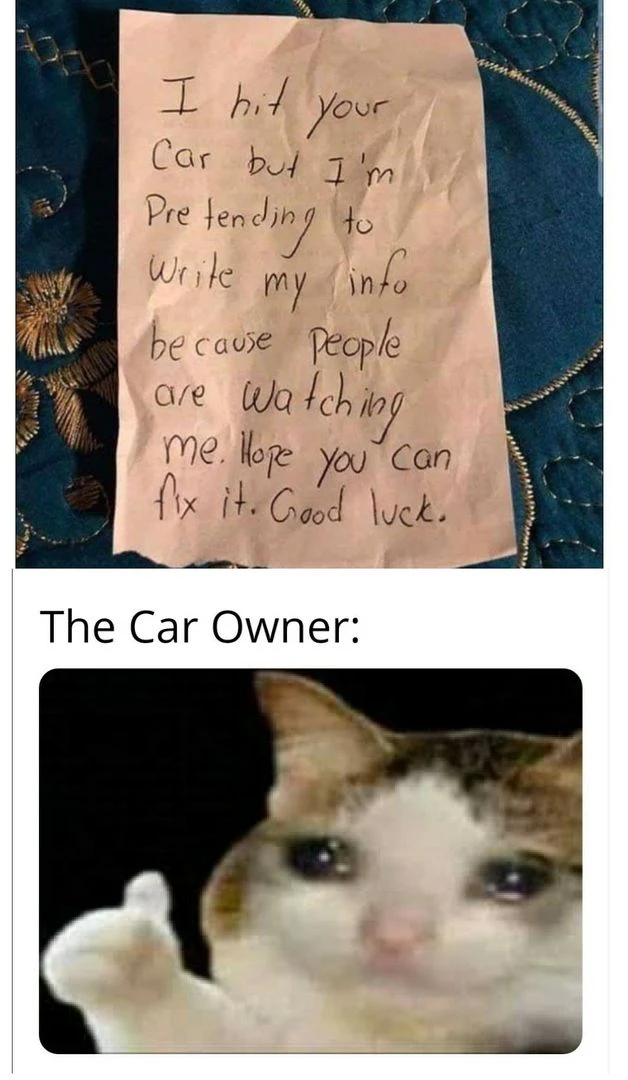 I hit your
Car but I'm
Pretending to
Write my info
because people
are watching
me. Hope you can
fix it. Good luck.
The Car Owner: